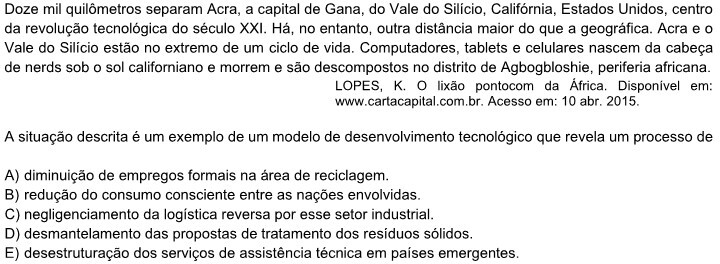 Doze mil quilômetros separam Acra, a capital de Gana, do Vale do Silício, Califórnia, Estados Unidos, centro
da revolução tecnológica do século XXI. Há, no entanto, outra distância maior do que a geográfica. Acra e o
Vale do Silício estão no extremo de um ciclo de vida. Computadores, tablets e celulares nascem da cabeça
de nerds sob o sol californiano e morrem e são descompostos no distrito de Agbogbloshie, periferia africana.
LOPES, K. O lixão pontocom da África. Disponível em:
www.cartacapital.com.br. Acesso em: 10 abr. 2015.
A situação descrita é um exemplo de um modelo de desenvolvimento tecnológico que revela um processo de
A) diminuição de empregos formais na área de reciclagem.
B) redução do consumo consciente entre as nações envolvidas.
C) negligenciamento da logística reversa por esse setor industrial.
D) desmantelamento das propostas de tratamento dos resíduos sólidos.
E) desestruturação dos serviços de assistência técnica em países emergentes.